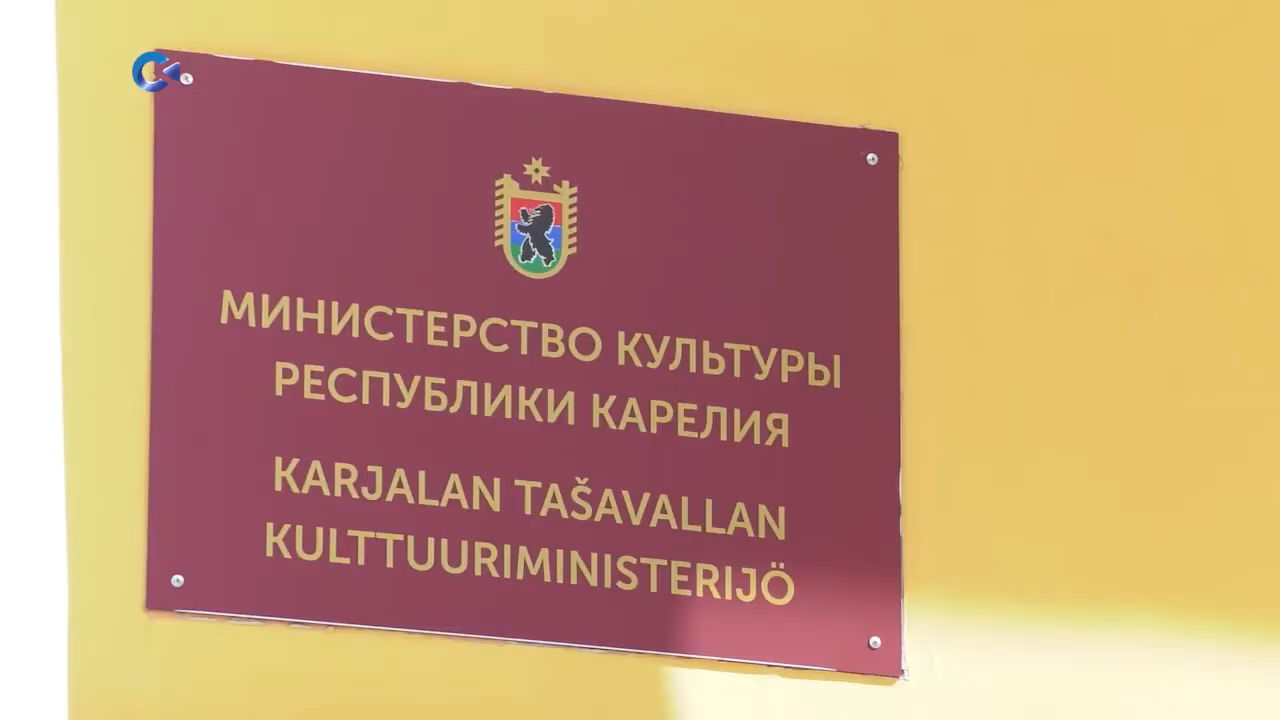 МИНИСТЕРСТВО КУЛЬТУРЫ
РЕСПУБЛИКИ КАРЕЛИЯ
KARJALAN TAŠAVALLAN
KULTTUURIMINISTERIJÖ